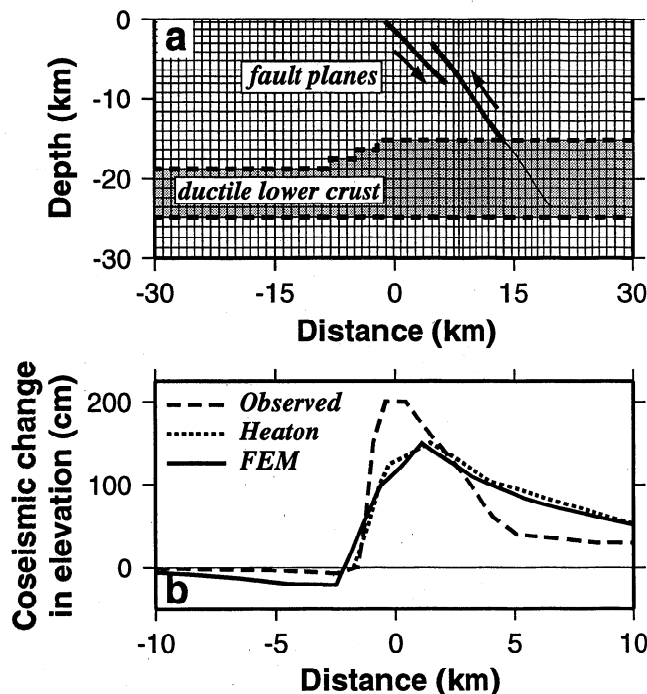 a
0
-10
-20
-30
Depth (km)
fault planes
ductile lower crust
-30
-15
0
15
30
Distance (km)
200
100
0
Coseismic change
in elevation (cm)
Observed
Heaton
FEM
b
-10
-5
0
5
10
Distance (km)